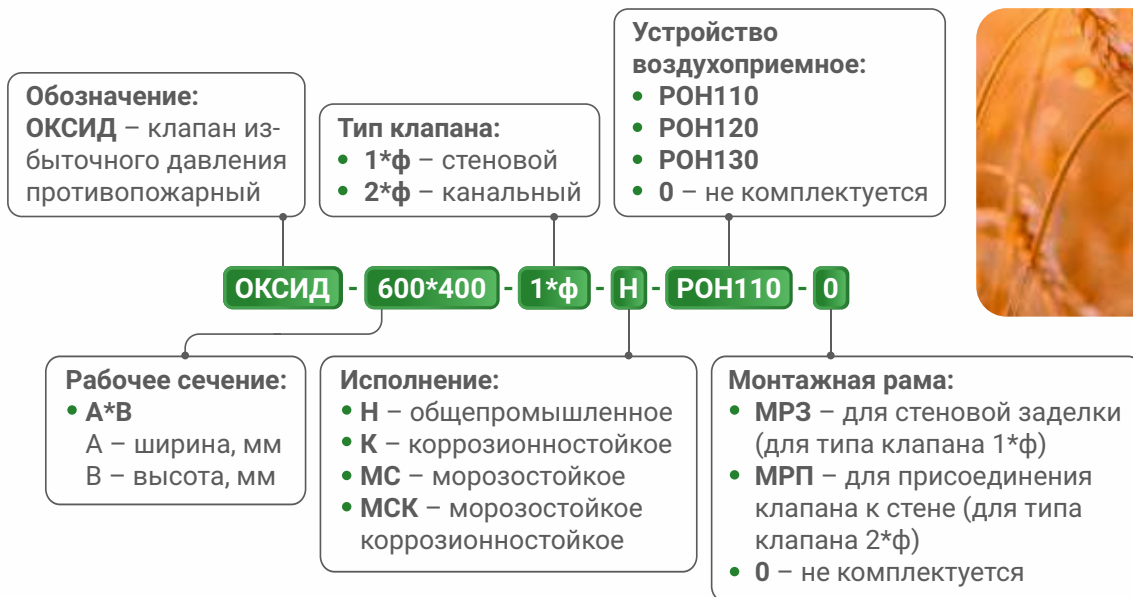 Обозначение:
ОКСИД – клапан из-
быточного давления
противопожарный
Тип клапана:
• 1*ф – стеновой
• 2*ф – канальный
Устройство
воздухоприемное:
• РОН110
• РОН120
• РОН130
• 0 – не комплектуется
ОКСИД - 600*400 - 1*ф - Н - РОН110 - 0
Рабочее сечение:
• А*В
А – ширина, мм
В – высота, мм
Исполнение:
• Н – общепромышленное
• К – коррозионностойкое
• МС – морозостойкое
• МСК – морозостойкое
коррозионностойкое
Монтажная рама:
• МРЗ – для стеновой заделки
(для типа клапана 1*ф)
• МРП – для присоединения
клапана к стене (для типа
клапана 2*ф)
• 0 – не комплектуется